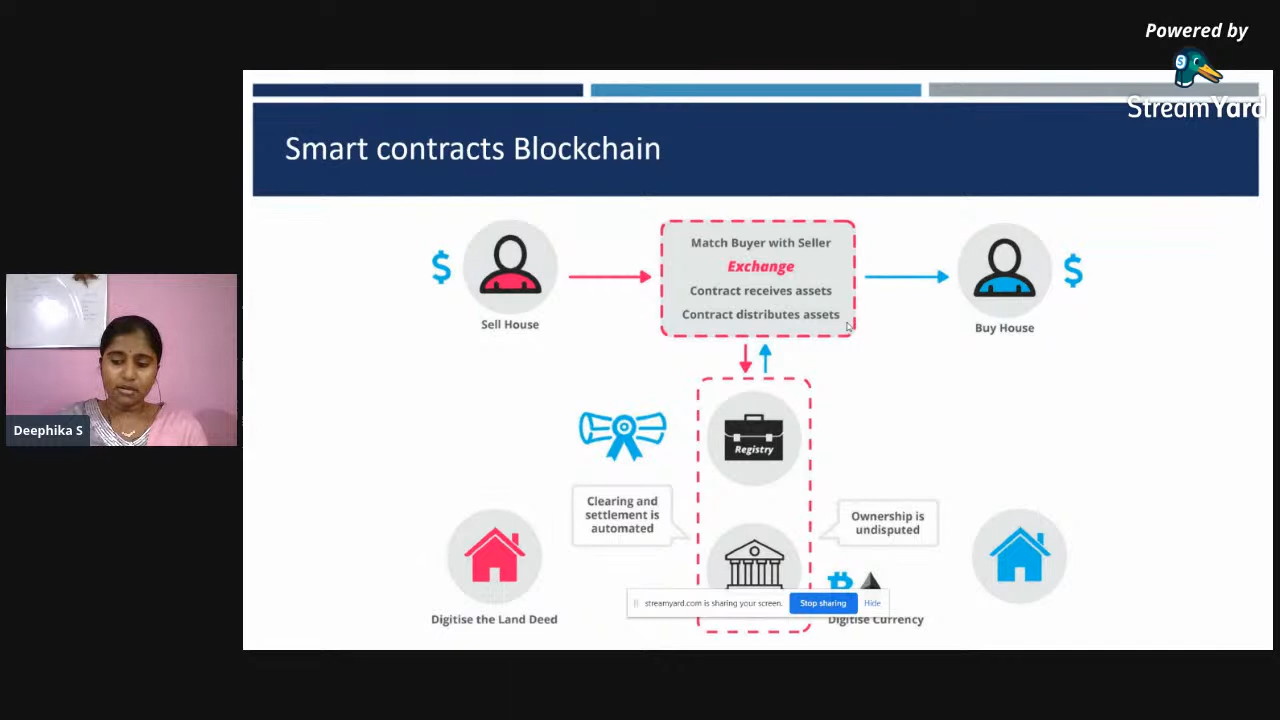 Powered by
StreamYard
Smart contracts Blockchain
Match Buyer with Seller
Exchange
Contract receives assets
Contract distributes assets
$
$
Sell House
Buy House
Registry
Clearing and
settlement is
automated
Ownership is
undisputed
streamyard.com is sharing your screen.
Stop sharing
Hide
Digitise the Land Deed
Digitise Currency
Deephika S